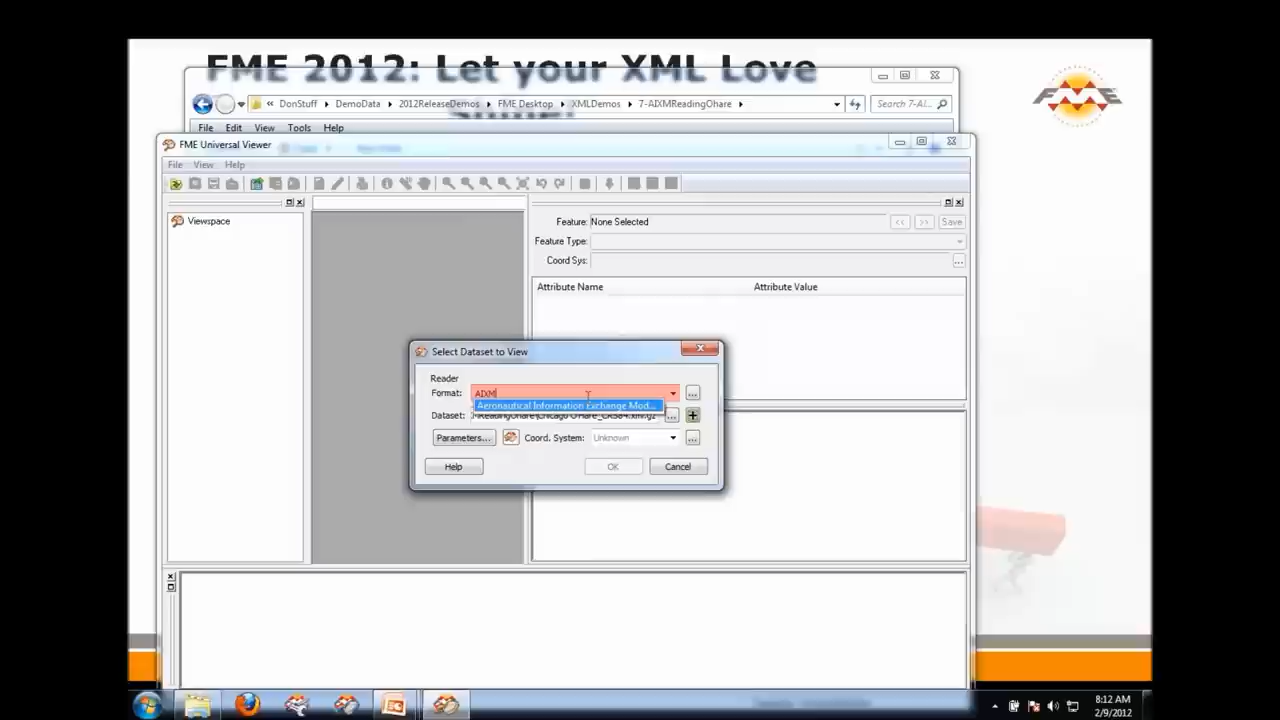 FME 2012: Let your XML Love
FME
« DonStuff ▸ DemoData ▸ 2012ReleaseDemos ▸ FME Desktop ▸ XMLDemos ▸ 7-AIXMReadingOhare ▸
Search 7-AI...
File Edit View Tools Help
FME Universal Viewer
File View Help
Viewspace
Feature: None Selected
<< >> Save
Feature Type:
Coord Sys:
...
Attribute Name Attribute Value
Select Dataset to View
Reader
Format: AIXM
...
Aeronautical Information Exchange Mod...
Dataset:
...
Parameters... Coord. System: Unknown
...
Help OK Cancel
8:12 AM
2/9/2012